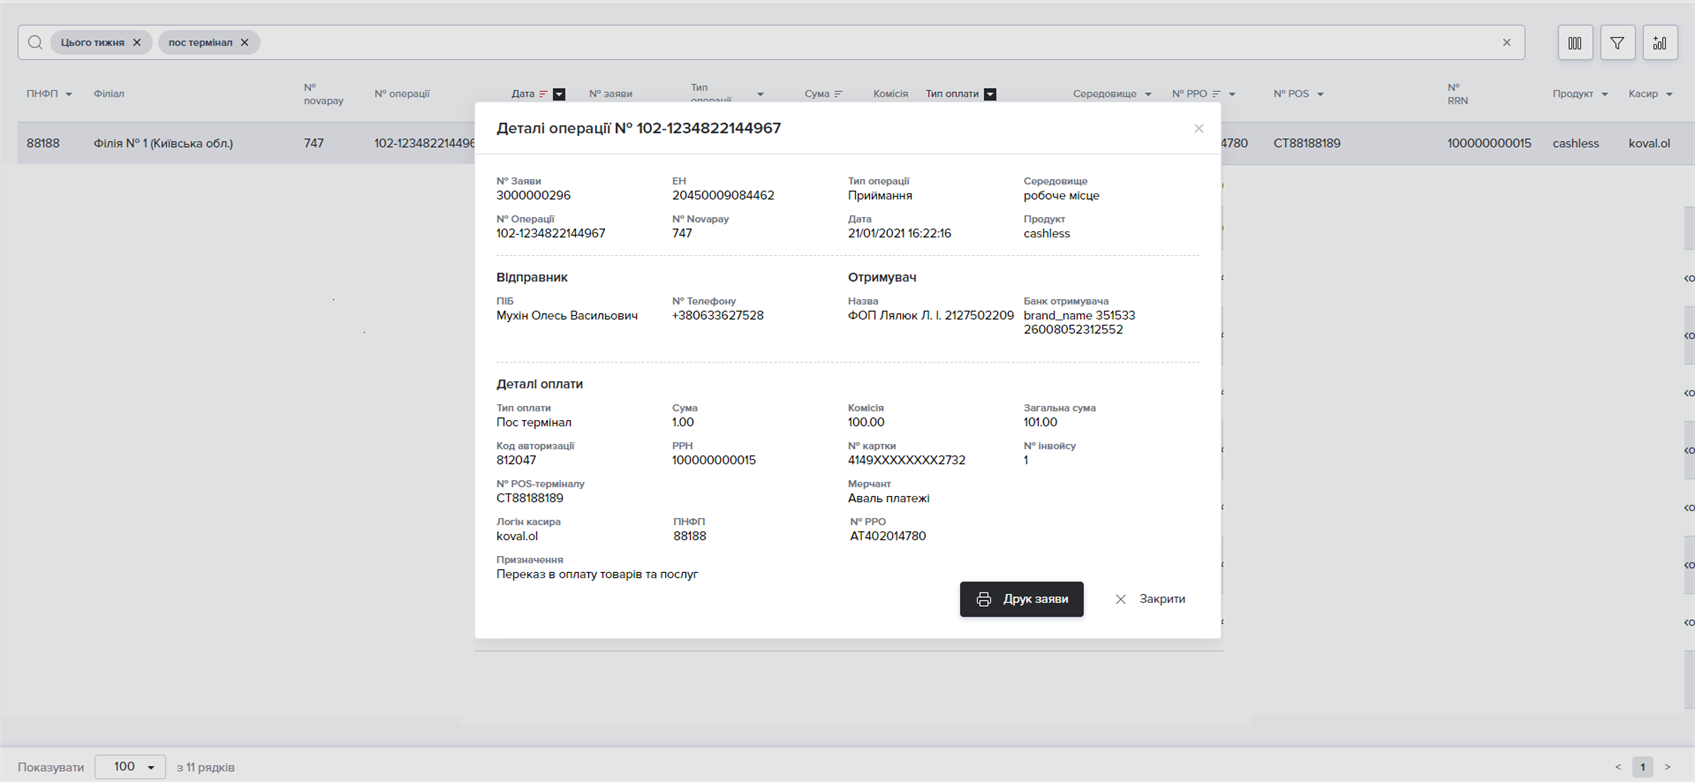 Цього тижня
пос термінал
ПНФП
Філіал
№ novapay
№ операції
Дата
№ заяви
Тип операції
Сума
Комісія
Тип оплати
Середовище
№ РРО
№ POS
№ RRN
Продукт
Касир
88188
Філія № 1 (Київська обл.)
747
102-123482214496
4780
СТ88188189
100000000015
cashless
koval.ol
Деталі операції № 102-1234822144967
№ Заяви
ЕН
Тип операції
Середовище
3000000296
20450009084462
Приймання
робоче місце
№ Операції
№ Novapay
Дата
Продукт
102-1234822144967
747
21/01/2021 16:22:16
cashless
Відправник
Отримувач
ПІБ
№ Телефону
Назва
Банк отримувача
Мухін Олесь Васильович
+380633627528
ФОП Лялюк Л. І. 2127502209
brand_name 351533
26008052312552
Деталі оплати
Тип оплати
Сума
Комісія
Загальна сума
Пос термінал
1.00
100.00
101.00
Код авторизації
РРН
№ картки
№ інвойсу
812047
100000000015
4149XXXXXXXX2732
1
№ POS-терміналу
Мерчант
СТ88188189
Аваль платежі
Логін касира
ПНФП
№ РРО
koval.ol
88188
АТ402014780
Призначення
Переказ в оплату товарів та послуг
Друк заяви
Закрити
Показувати
100
з 11 рядків
<
1
>